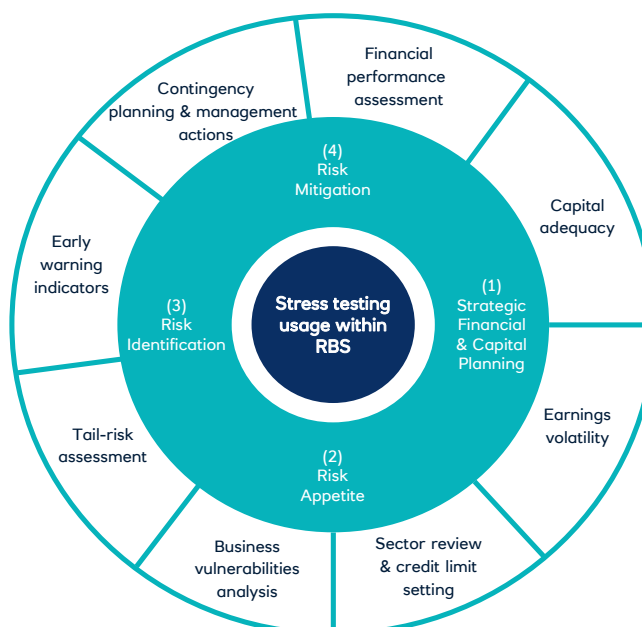 Financial
performance
assessment
Contingency
planning & management
actions
(4)
Risk
Mitigation
Capital
adequacy
Early
warning
indicators
(3)
Risk
Identification
Stress testing
usage within
RBS
(1)
Strategic
Financial
& Capital
Planning
Earnings
volatility
Tail-risk
assessment
(2)
Risk
Appetite
Business
vulnerabilities
analysis
Sector review
& credit limit
setting